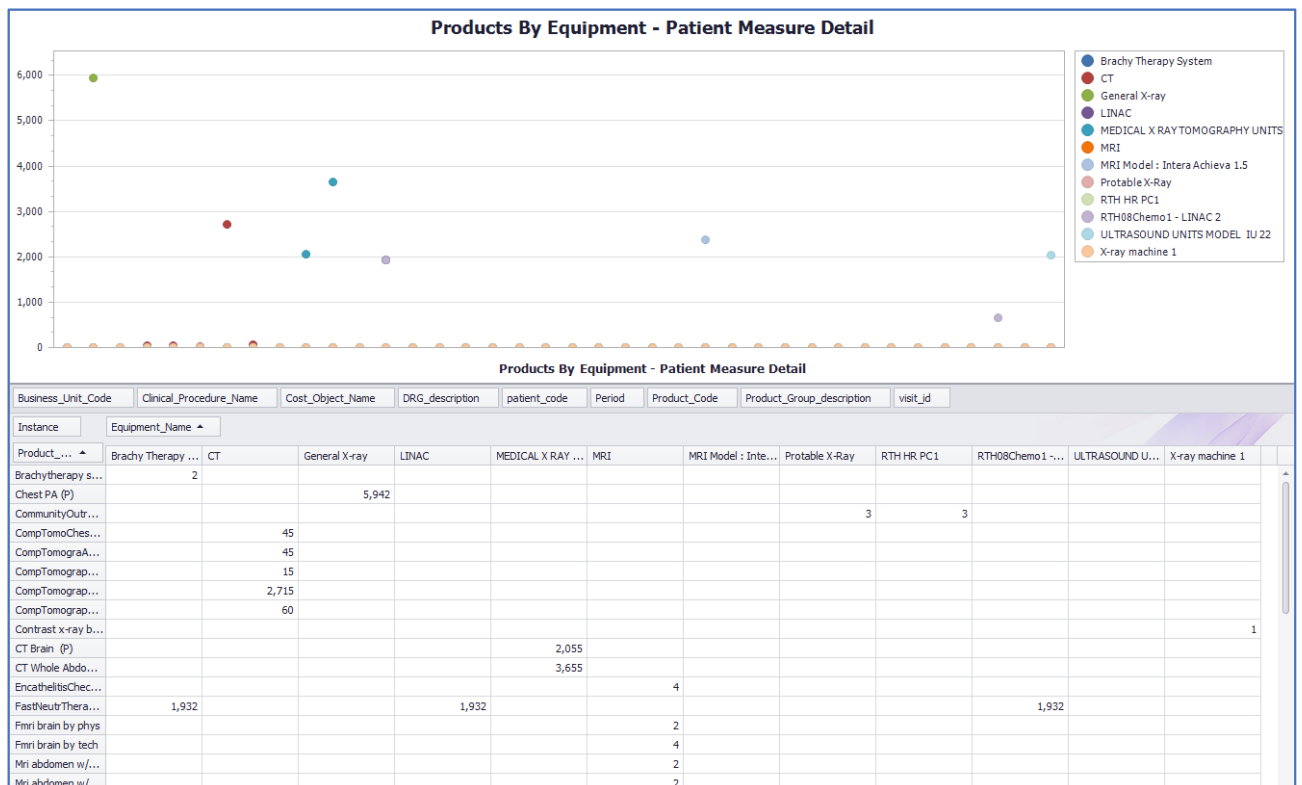 Products By Equipment - Patient Measure Detail
6,000
5,000
4,000
3,000
2,000
1,000
0
Brachy Therapy System
CT
General X-ray
LINAC
MEDICAL X RAY TOMOGRAPHY UNITS
MRI
MRI Model : Intera Achieva 1.5
Protable X-Ray
RTH HR PC1
RTH08Chemo1 - LINAC 2
ULTRASOUND UNITS MODEL IU 22
X-ray machine 1
Products By Equipment - Patient Measure Detail
Business_Unit_Code Clinical_Procedure_Name Cost_Object_Name DRG_description patient_code Period Product_Code Product_Group_description visit_id
Instance Equipment_Name
Product_... Brachy Therapy ... CT General X-ray LINAC MEDICAL X RAY ... MRI MRI Model : Inte... Protable X-Ray RTH HR PC1 RTH08Chemo1 -... ULTRASOUND U... X-ray machine 1
Brachytherapy s... 2
Chest PA (P) 5,942
CommunityOutr... 3 3
CompTomoChes... 45
CompTomograA... 45
CompTomograp... 15
CompTomograp... 2,715
CompTomograp... 60
Contrast x-ray b... 1
CT Brain (P) 2,055
CT Whole Abdo... 3,655
EncathelitisChec... 4
FastNeutrThera... 1,932 1,932 1,932
Fmri brain by phys 2
Fmri brain by tech 4
Mri abdomen w/... 2
Mri abdomen w/... 2